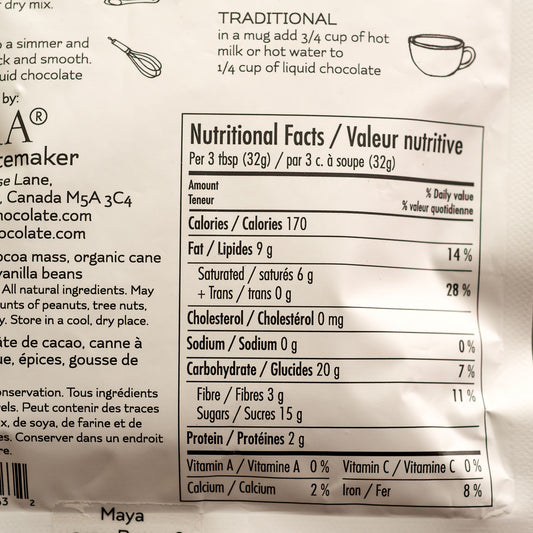 r dry mix.
o a simmer and
ck and smooth.
uid chocolate
TRADITIONAL
in a mug add 3/4 cup of hot
milk or hot water to
1/4 cup of liquid chocolate
by:
A®
temaker
se Lane,
, Canada M5A 3C4
hocolate.com
ocolate.com
ocoa mass, organic cane
vanilla beans
All natural ingredients. May
unts of peanuts, tree nuts,
y. Store in a cool, dry place.
âte de cacao, canne à
ue, épices, gousse de
onservation. Tous ingrédients
els. Peut contenir des traces
x, de soya, de farine et de
es. Conserver dans un endroit
re.
3 2
Maya
Nutritional Facts / Valeur nutritive
Per 3 tbsp (32g) / par 3 c. à soupe (32g)
Amount
Teneur
% Daily value
% valeur quotidienne
Calories / Calories 170
Fat / Lipides 9 g 14 %
Saturated / saturés 6 g
+ Trans / trans 0 g 28 %
Cholesterol / Cholestérol 0 mg
Sodium / Sodium 0 g 0 %
Carbohydrate / Glucides 20 g 7 %
Fibre / Fibres 3 g 11 %
Sugars / Sucres 15 g
Protein / Protéines 2 g
Vitamin A / Vitamine A 0 % Vitamin C / Vitamine C 0 %
Calcium / Calcium 2 % Iron / Fer 8 %